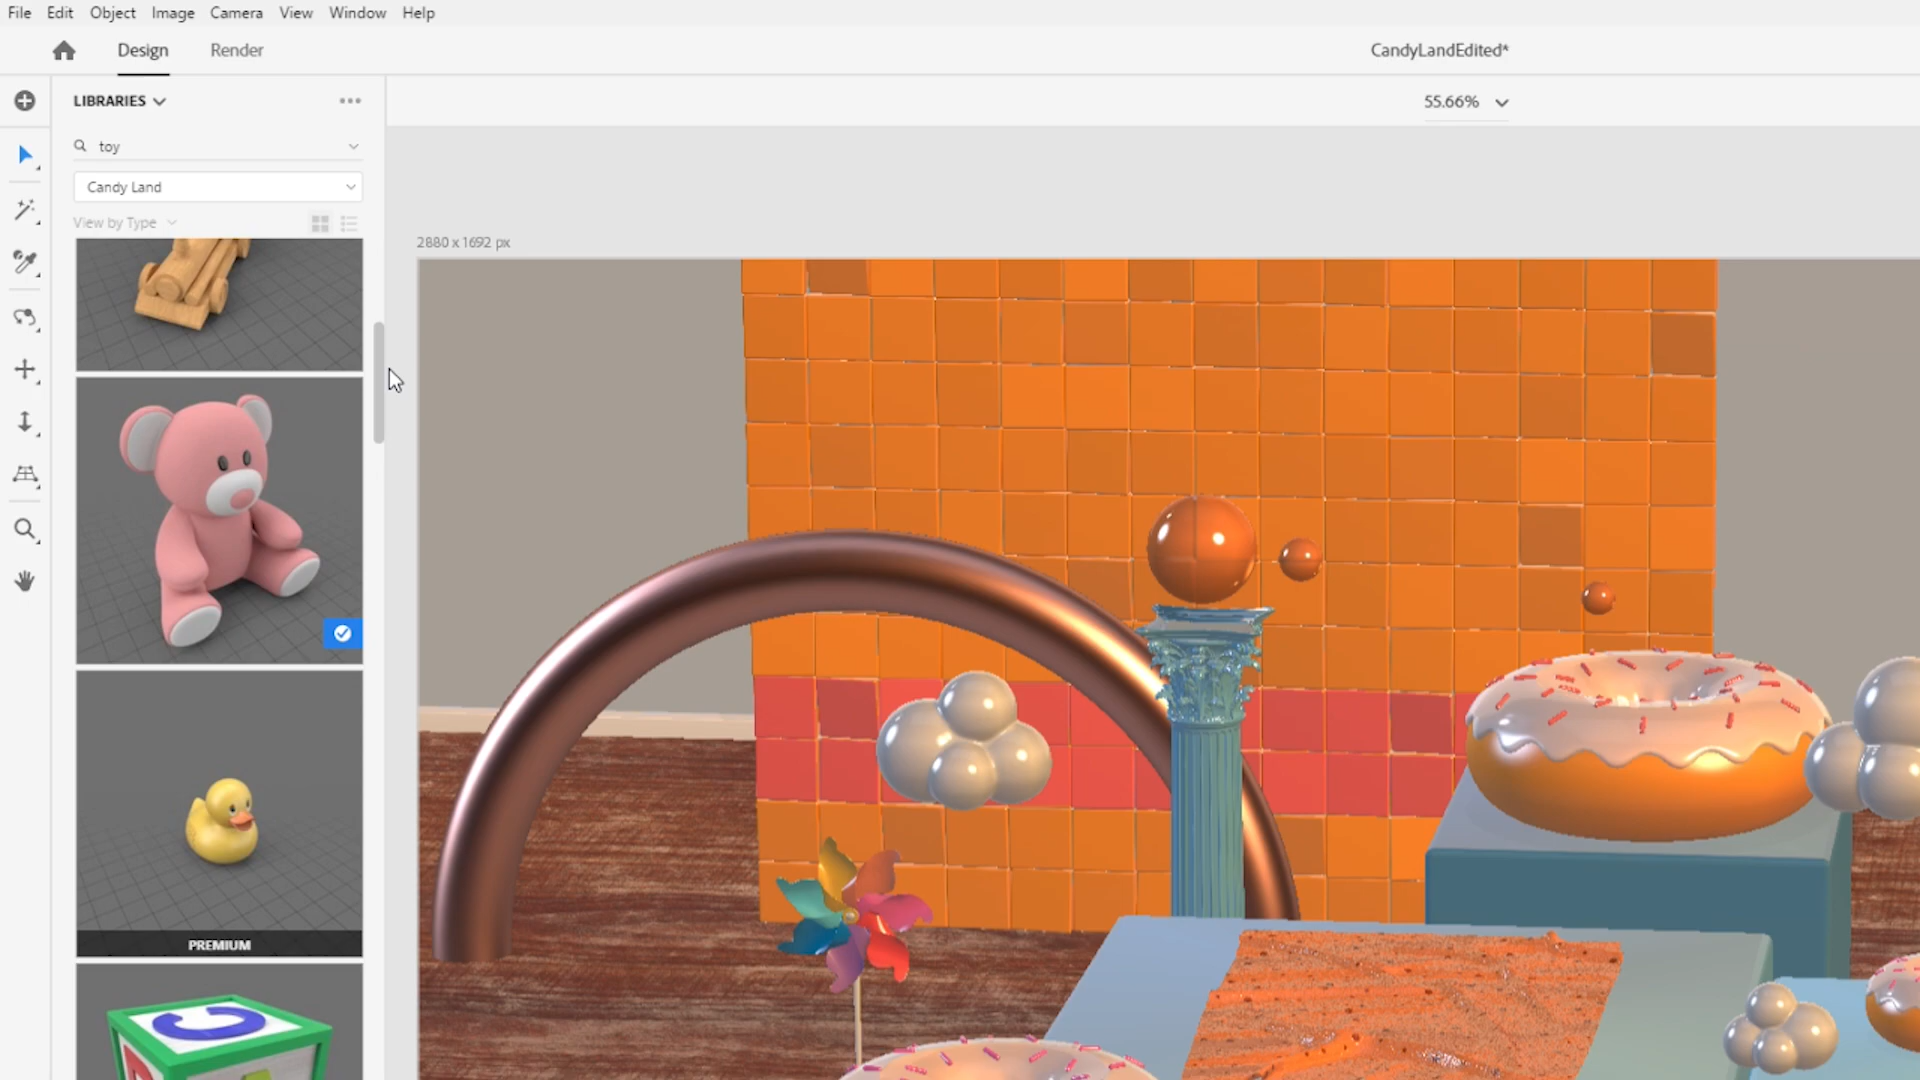 File Edit Object Image Camera View Window Help
Design Render CandyLandEdited*
LIBRARIES
55.66%
toy
Candy Land
View by Type
2880 x 1692 px
PREMIUM
C